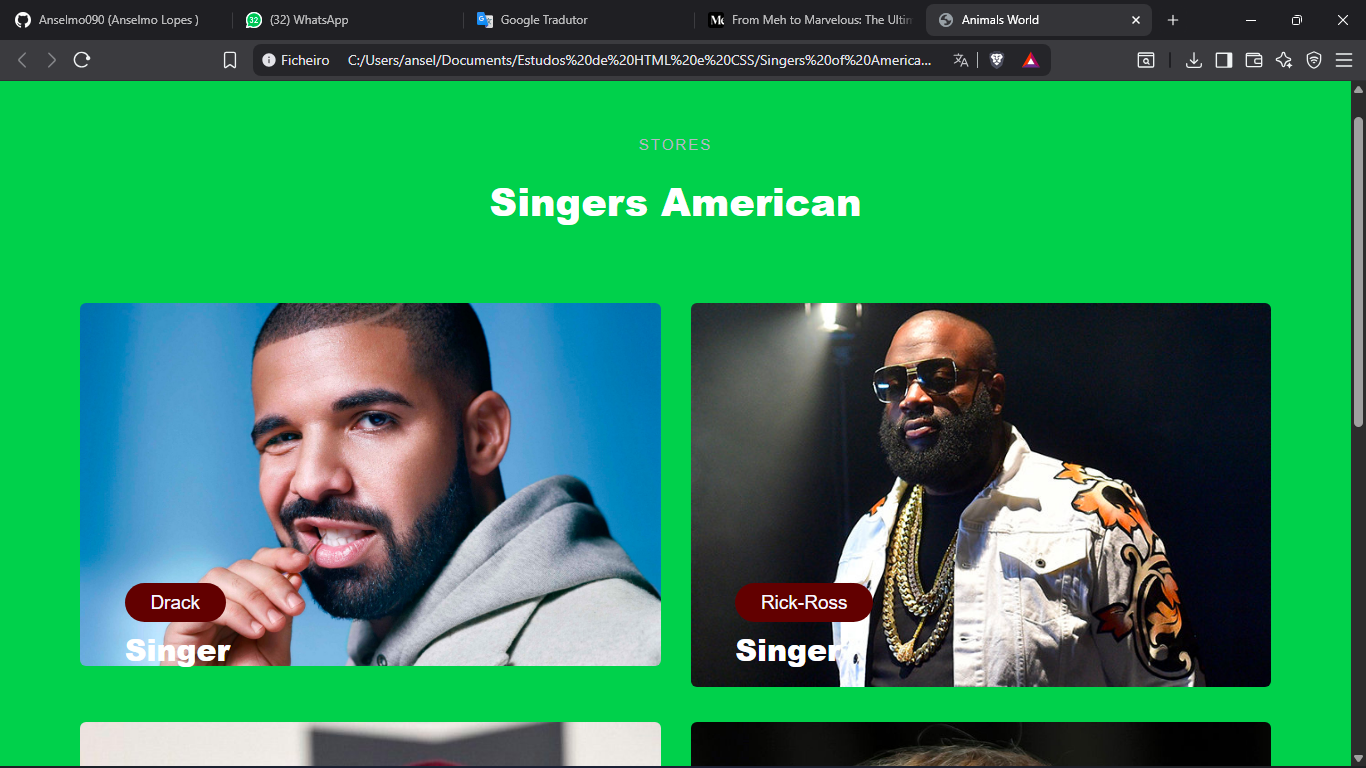 Anselmo090 (Anselmo Lopes )
(32) WhatsApp
Google Tradutor
From Meh to Marvelous: The Ultim
Animals World
Ficheiro
C:/Users/ansel/Documents/Estudos%20de%20HTML%20e%20CSS/Singers%20of%20America...
STORES
Singers American
Drack
Singer
Rick-Ross
Singer